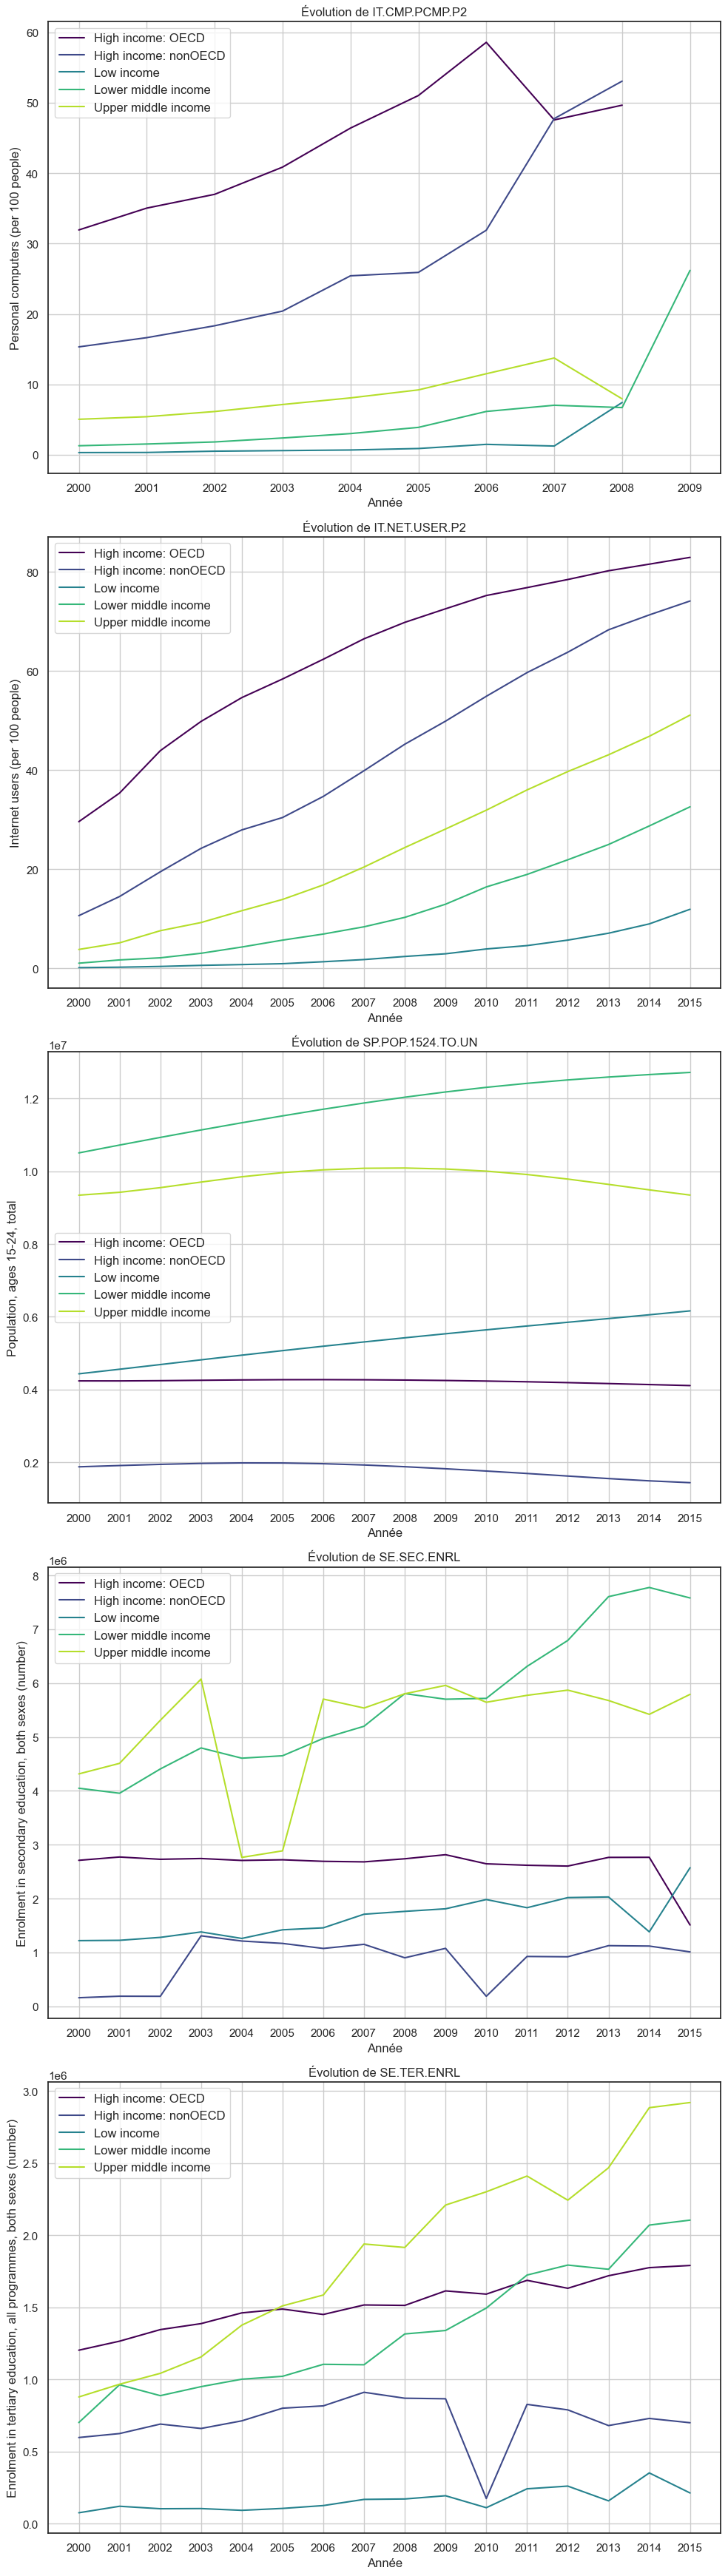 Évolution de IT.CMP.PCMP.P2
High income: OECD
High income: nonOECD
Low income
Lower middle income
Upper middle income
Personal computers (per 100 people)
60
50
40
30
20
10
0
2000 2001 2002 2003 2004 2005 2006 2007 2008 2009
Année
Évolution de IT.NET.USER.P2
High income: OECD
High income: nonOECD
Low income
Lower middle income
Upper middle income
Internet users (per 100 people)
80
60
40
20
0
2000 2001 2002 2003 2004 2005 2006 2007 2008 2009 2010 2011 2012 2013 2014 2015
Année
1e7
Évolution de SP.POP.1524.TO.UN
Population, ages 15-24, total
1.2
1.0
0.8
High income: OECD
High income: nonOECD
Low income
Lower middle income
Upper middle income
0.6
0.4
0.2
2000 2001 2002 2003 2004 2005 2006 2007 2008 2009 2010 2011 2012 2013 2014 2015
Année
1e6
Évolution de SE.SEC.ENRL
High income: OECD
High income: nonOECD
Low income
Lower middle income
Upper middle income
Enrolment in secondary education, both sexes (number)
8
7
6
5
4
3
2
1
0
2000 2001 2002 2003 2004 2005 2006 2007 2008 2009 2010 2011 2012 2013 2014 2015
Année
1e6
Évolution de SE.TER.ENRL
High income: OECD
High income: nonOECD
Low income
Lower middle income
Upper middle income
Enrolment in tertiary education, all programmes, both sexes (number)
3.0
2.5
2.0
1.5
1.0
0.5
0.0
2000 2001 2002 2003 2004 2005 2006 2007 2008 2009 2010 2011 2012 2013 2014 2015
Année